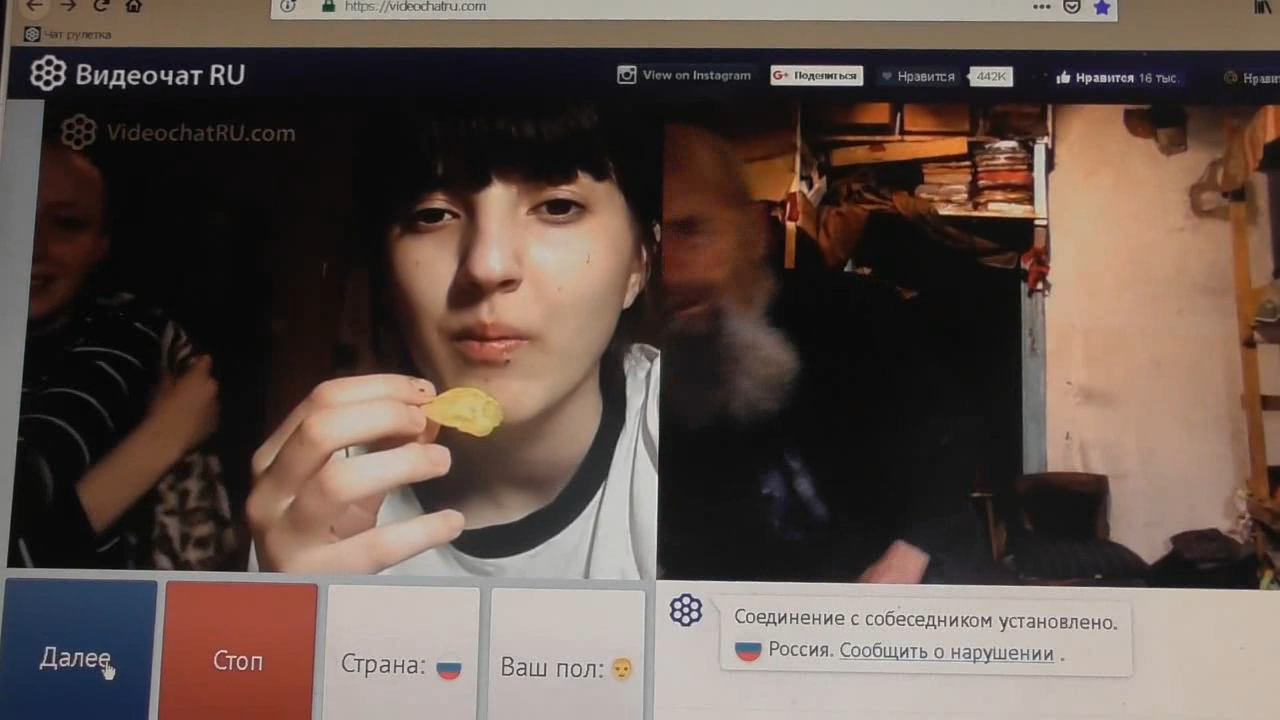 https://videochatru.com
Чат рулетка
Видеочат RU
View on Instagram
G+ Поделиться
Нравится
442K
Нравится 16 тыс.
VideochatRU.com
Далее
Стоп
Страна:
Ваш пол:
Соединение с собеседником установлено.
Россия. Сообщить о нарушении .